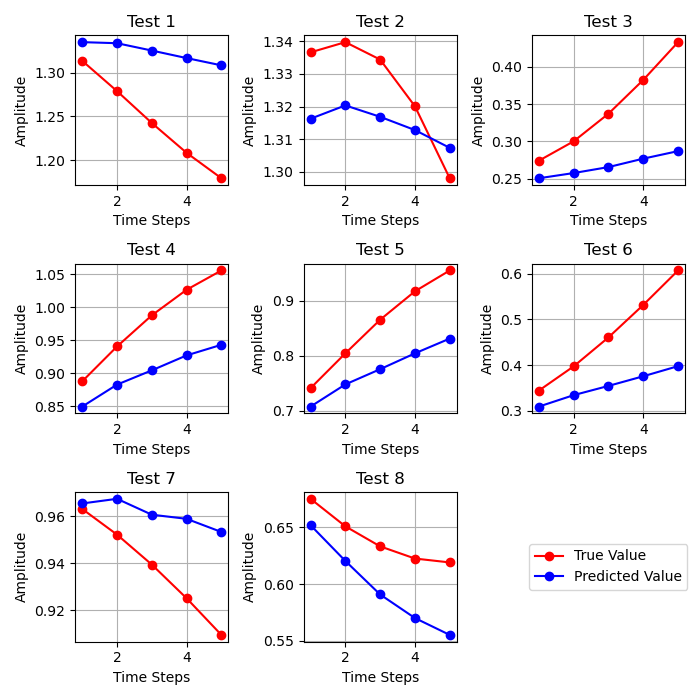 Test 1
Amplitude
1.30
1.25
1.20
2 4
Time Steps
Test 2
Amplitude
1.34
1.33
1.32
1.31
1.30
2 4
Time Steps
Test 3
Amplitude
0.40
0.35
0.30
0.25
2 4
Time Steps
Test 4
Amplitude
1.05
1.00
0.95
0.90
0.85
2 4
Time Steps
Test 5
Amplitude
0.9
0.8
0.7
2 4
Time Steps
Test 6
Amplitude
0.6
0.5
0.4
0.3
2 4
Time Steps
Test 7
Amplitude
0.96
0.94
0.92
2 4
Time Steps
Test 8
Amplitude
0.65
0.60
0.55
2 4
Time Steps
True Value
Predicted Value